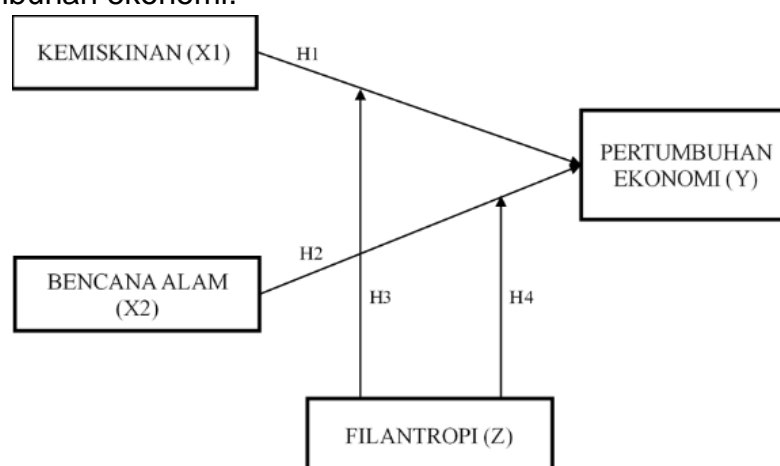 KEMISKINAN (X1)
H1
PERTUMBUHAN
EKONOMI (Y)
H2
BENCANA ALAM
(X2)
H3
H4
FILANTROPI (Z)